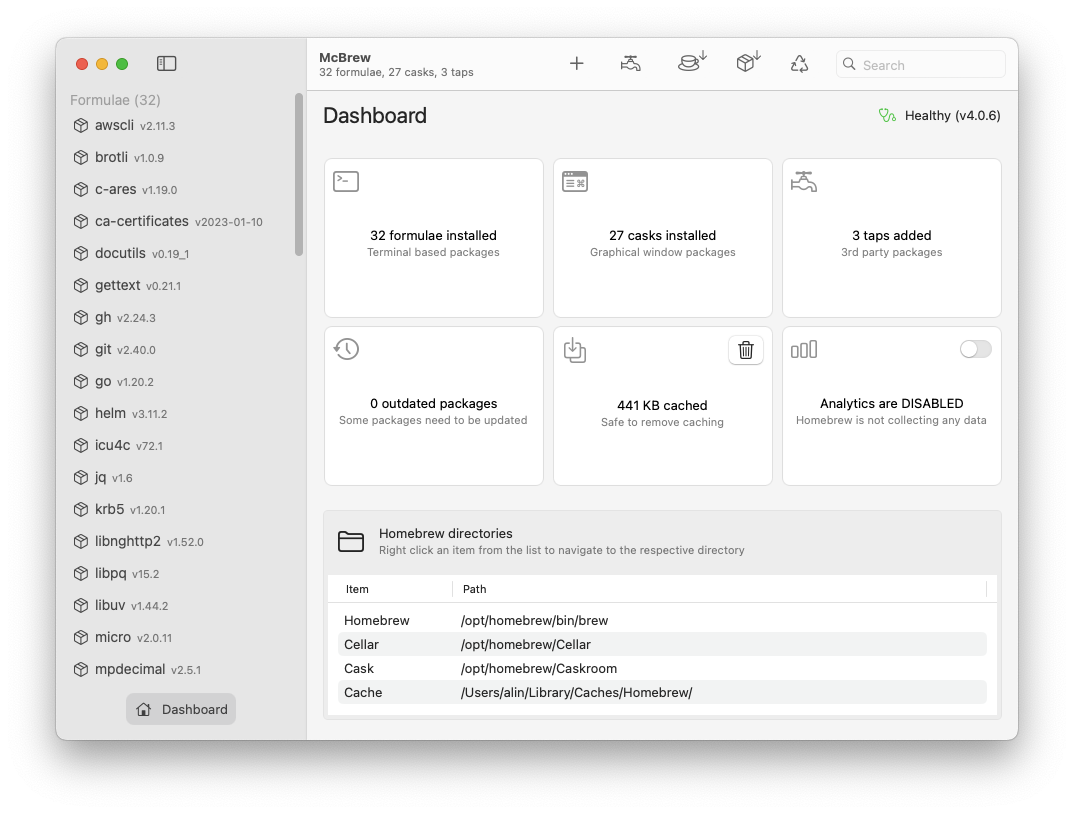 McBrew
32 formulae, 27 casks, 3 taps
Search
Formulae (32)
awscli v2.11.3
brotli v1.0.9
c-ares v1.19.0
ca-certificates v2023-01-10
docutils v0.19_1
gettext v0.21.1
gh v2.24.3
git v2.40.0
go v1.20.2
helm v3.11.2
icu4c v72.1
jq v1.6
krb5 v1.20.1
libnghttp2 v1.52.0
libpq v15.2
libuv v1.44.2
micro v2.0.11
mpdecimal v2.5.1
Dashboard
Dashboard
Healthy (v4.0.6)
32 formulae installed
Terminal based packages
27 casks installed
Graphical window packages
3 taps added
3rd party packages
0 outdated packages
Some packages need to be updated
441 KB cached
Safe to remove caching
Analytics are DISABLED
Homebrew is not collecting any data
Homebrew directories
Right click an item from the list to navigate to the respective directory
Item Path
Homebrew /opt/homebrew/bin/brew
Cellar /opt/homebrew/Cellar
Cask /opt/homebrew/Caskroom
Cache /Users/alin/Library/Caches/Homebrew/